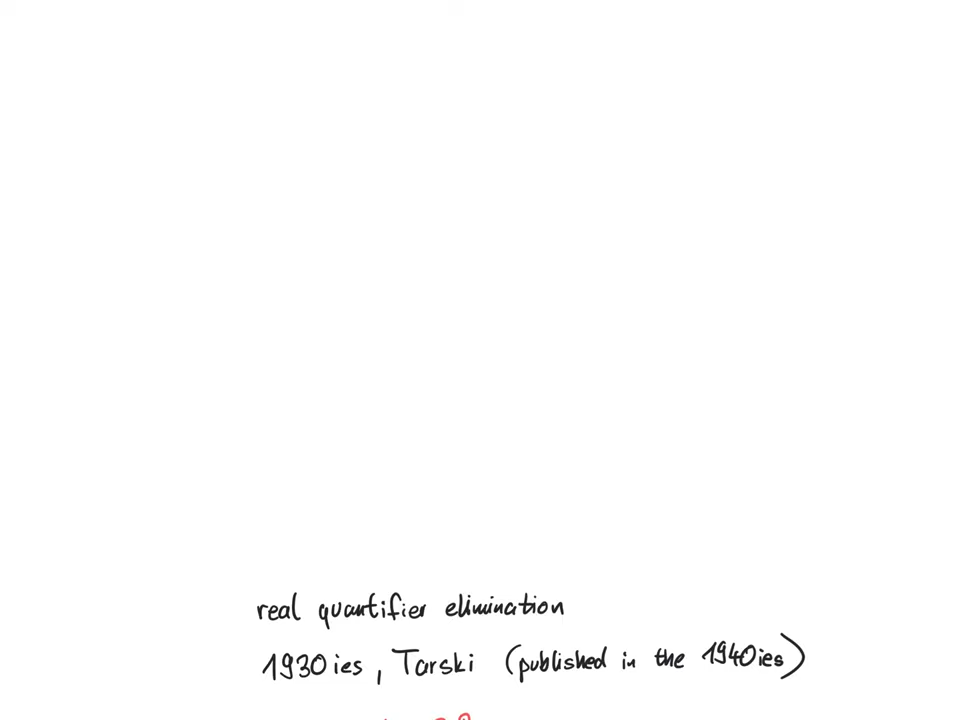 real quantifier elimination
1930ies, Tarski (published in the 1940ies)